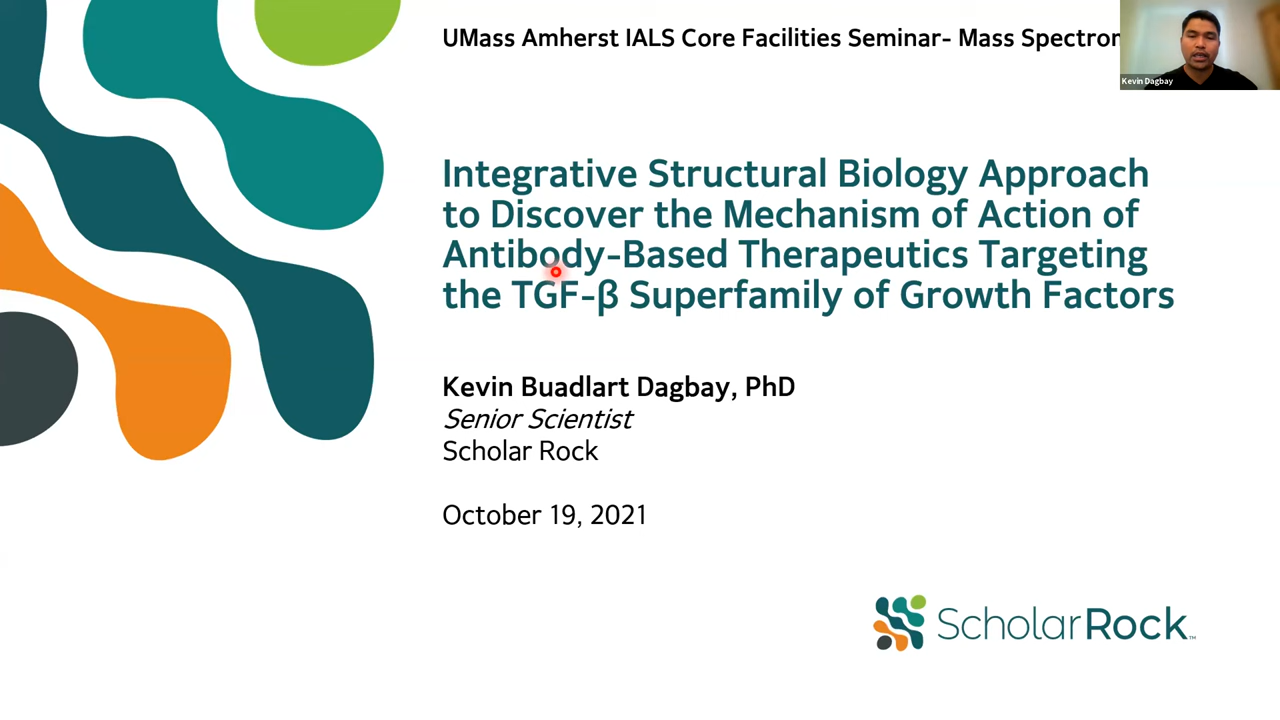 UMass Amherst IALS Core Facilities Seminar- Mass Spectrom
Kevin Dagbay
Integrative Structural Biology Approach
to Discover the Mechanism of Action of
Antibody-Based Therapeutics Targeting
the TGF-β Superfamily of Growth Factors
Kevin Buadlart Dagbay, PhD
Senior Scientist
Scholar Rock
October 19, 2021
ScholarRock™